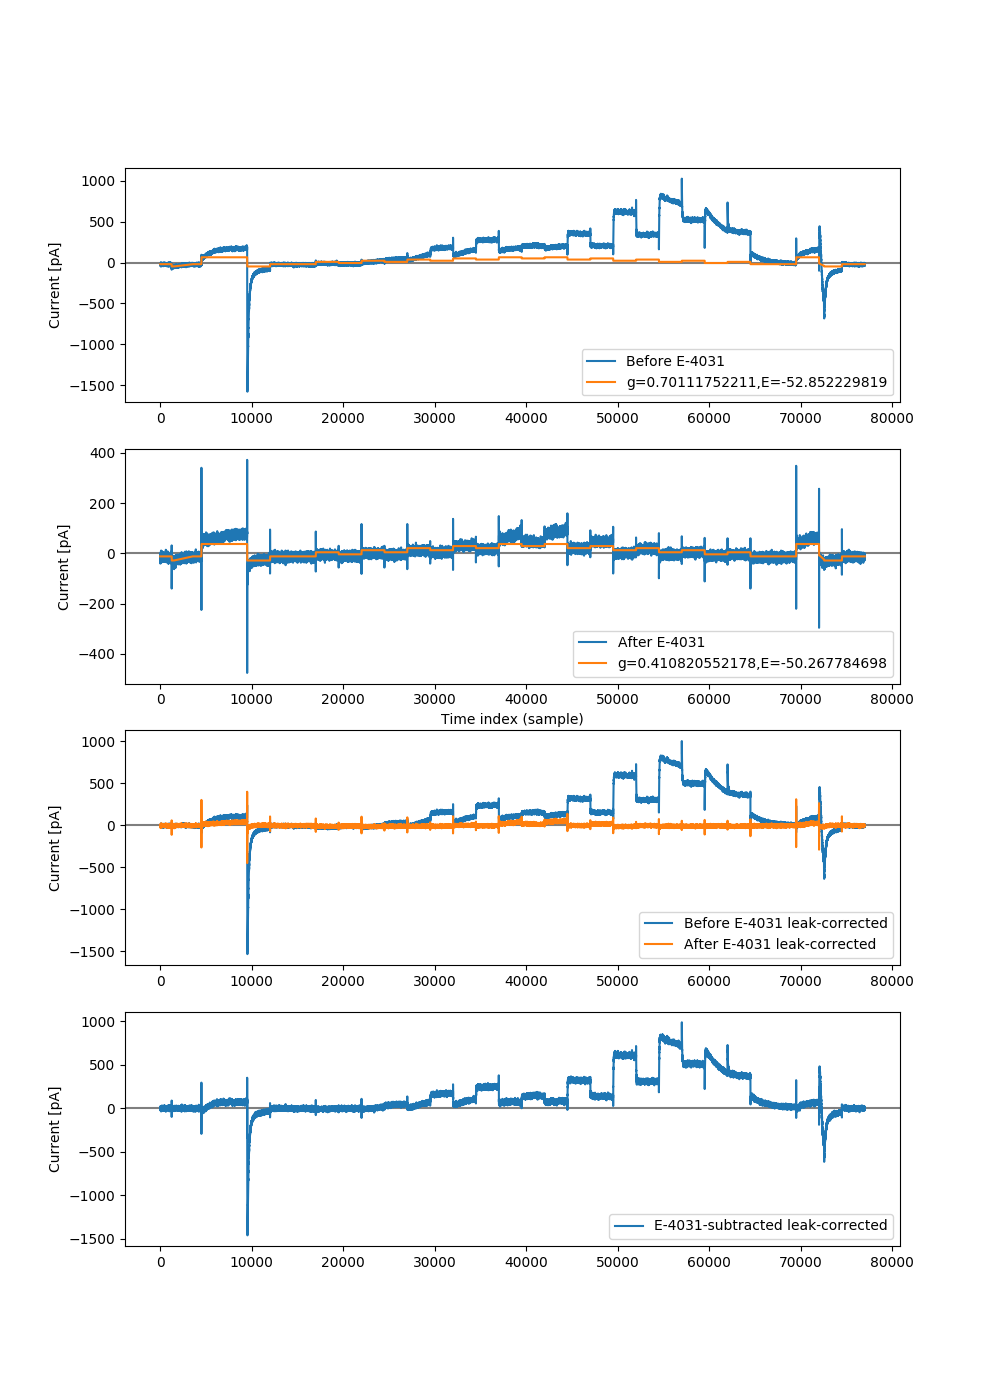 1000
500
0
−500
−1000
−1500
Current [pA]
Before E-4031
g=0.70111752211,E=-52.852229819
0 10000 20000 30000 40000 50000 60000 70000 80000
400
200
0
−200
−400
Current [pA]
After E-4031
g=0.410820552178,E=-50.267784698
0 10000 20000 30000 40000 50000 60000 70000 80000
Time index (sample)
1000
500
0
−500
−1000
−1500
Current [pA]
Before E-4031 leak-corrected
After E-4031 leak-corrected
0 10000 20000 30000 40000 50000 60000 70000 80000
1000
500
0
−500
−1000
−1500
Current [pA]
E-4031-subtracted leak-corrected
0 10000 20000 30000 40000 50000 60000 70000 80000